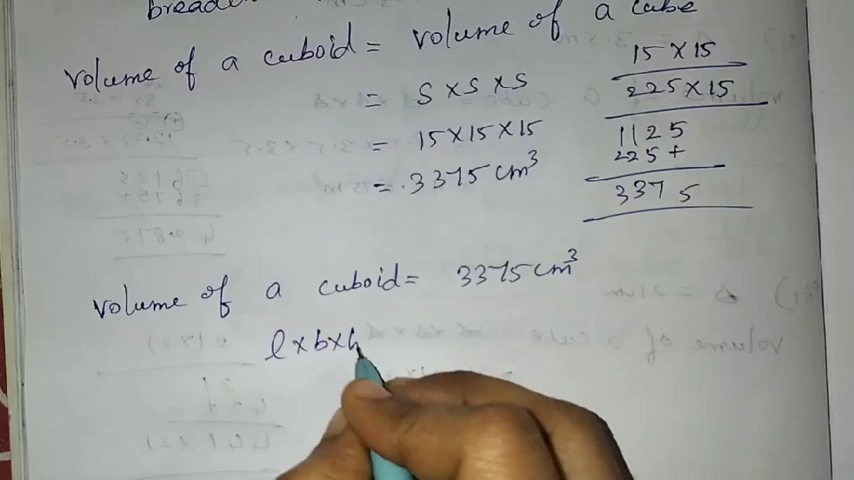 volume of a cuboid = volume of a cube
= S × S × S
= 15 × 15 × 15
= 3375 cm³
15 × 15
225 × 15
1125
225 +
3375
volume of a cuboid = 3375 cm³
l × b × h